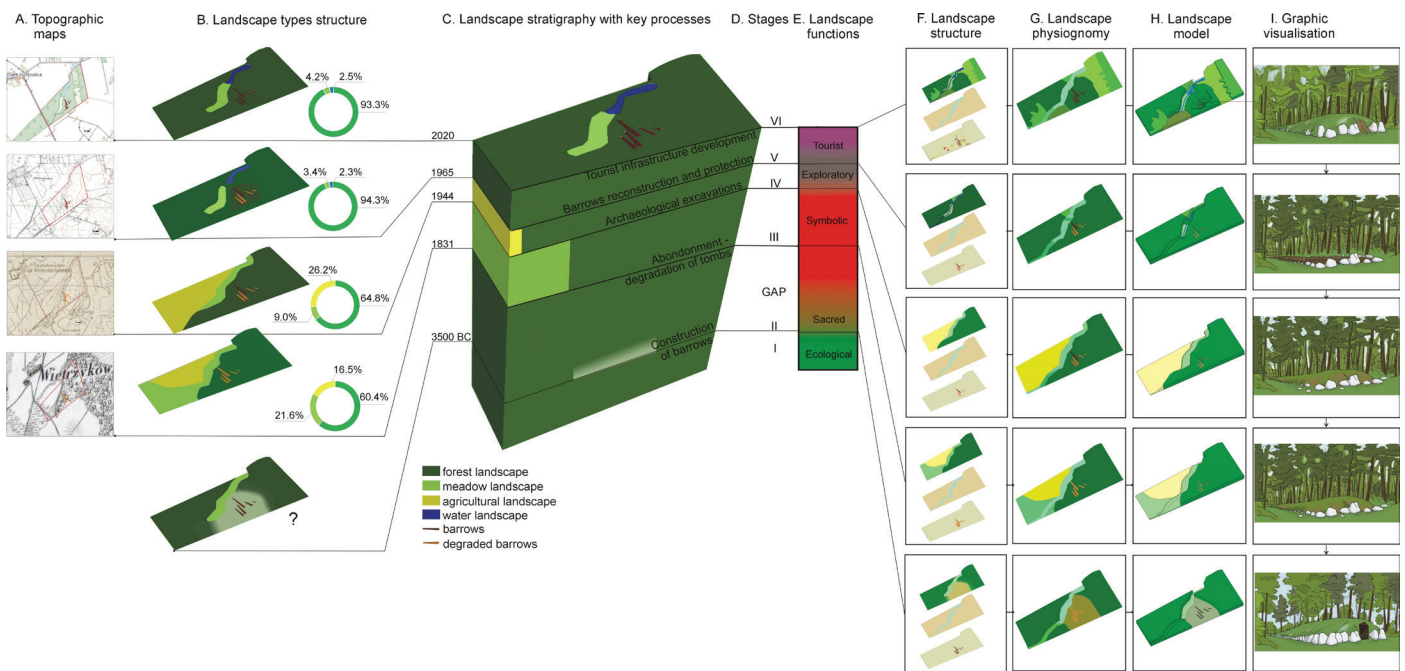 A. Topographic
maps
B. Landscape types structure
C. Landscape stratigraphy with key processes
D. Stages
E. Landscape
functions
F. Landscape
structure
G. Landscape
physiognomy
H. Landscape
model
I. Graphic
visualisation
4.2%
2.5%
93.3%
3.4%
2.3%
94.3%
26.2%
64.8%
9.0%
16.5%
60.4%
21.6%
?
Wietrzyków
2020
1965
1944
1831
3500 BC
Tourist infrastructure development
Barrows reconstruction and protection
Archaeological excavations
Abondonment -
degradation of tombs
Construction
of barrows
VI
V
IV
III
GAP
II
I
Tourist
Exploratory
Symbolic
Sacred
Ecological
forest landscape
meadow landscape
agricultural landscape
water landscape
barrows
degraded barrows